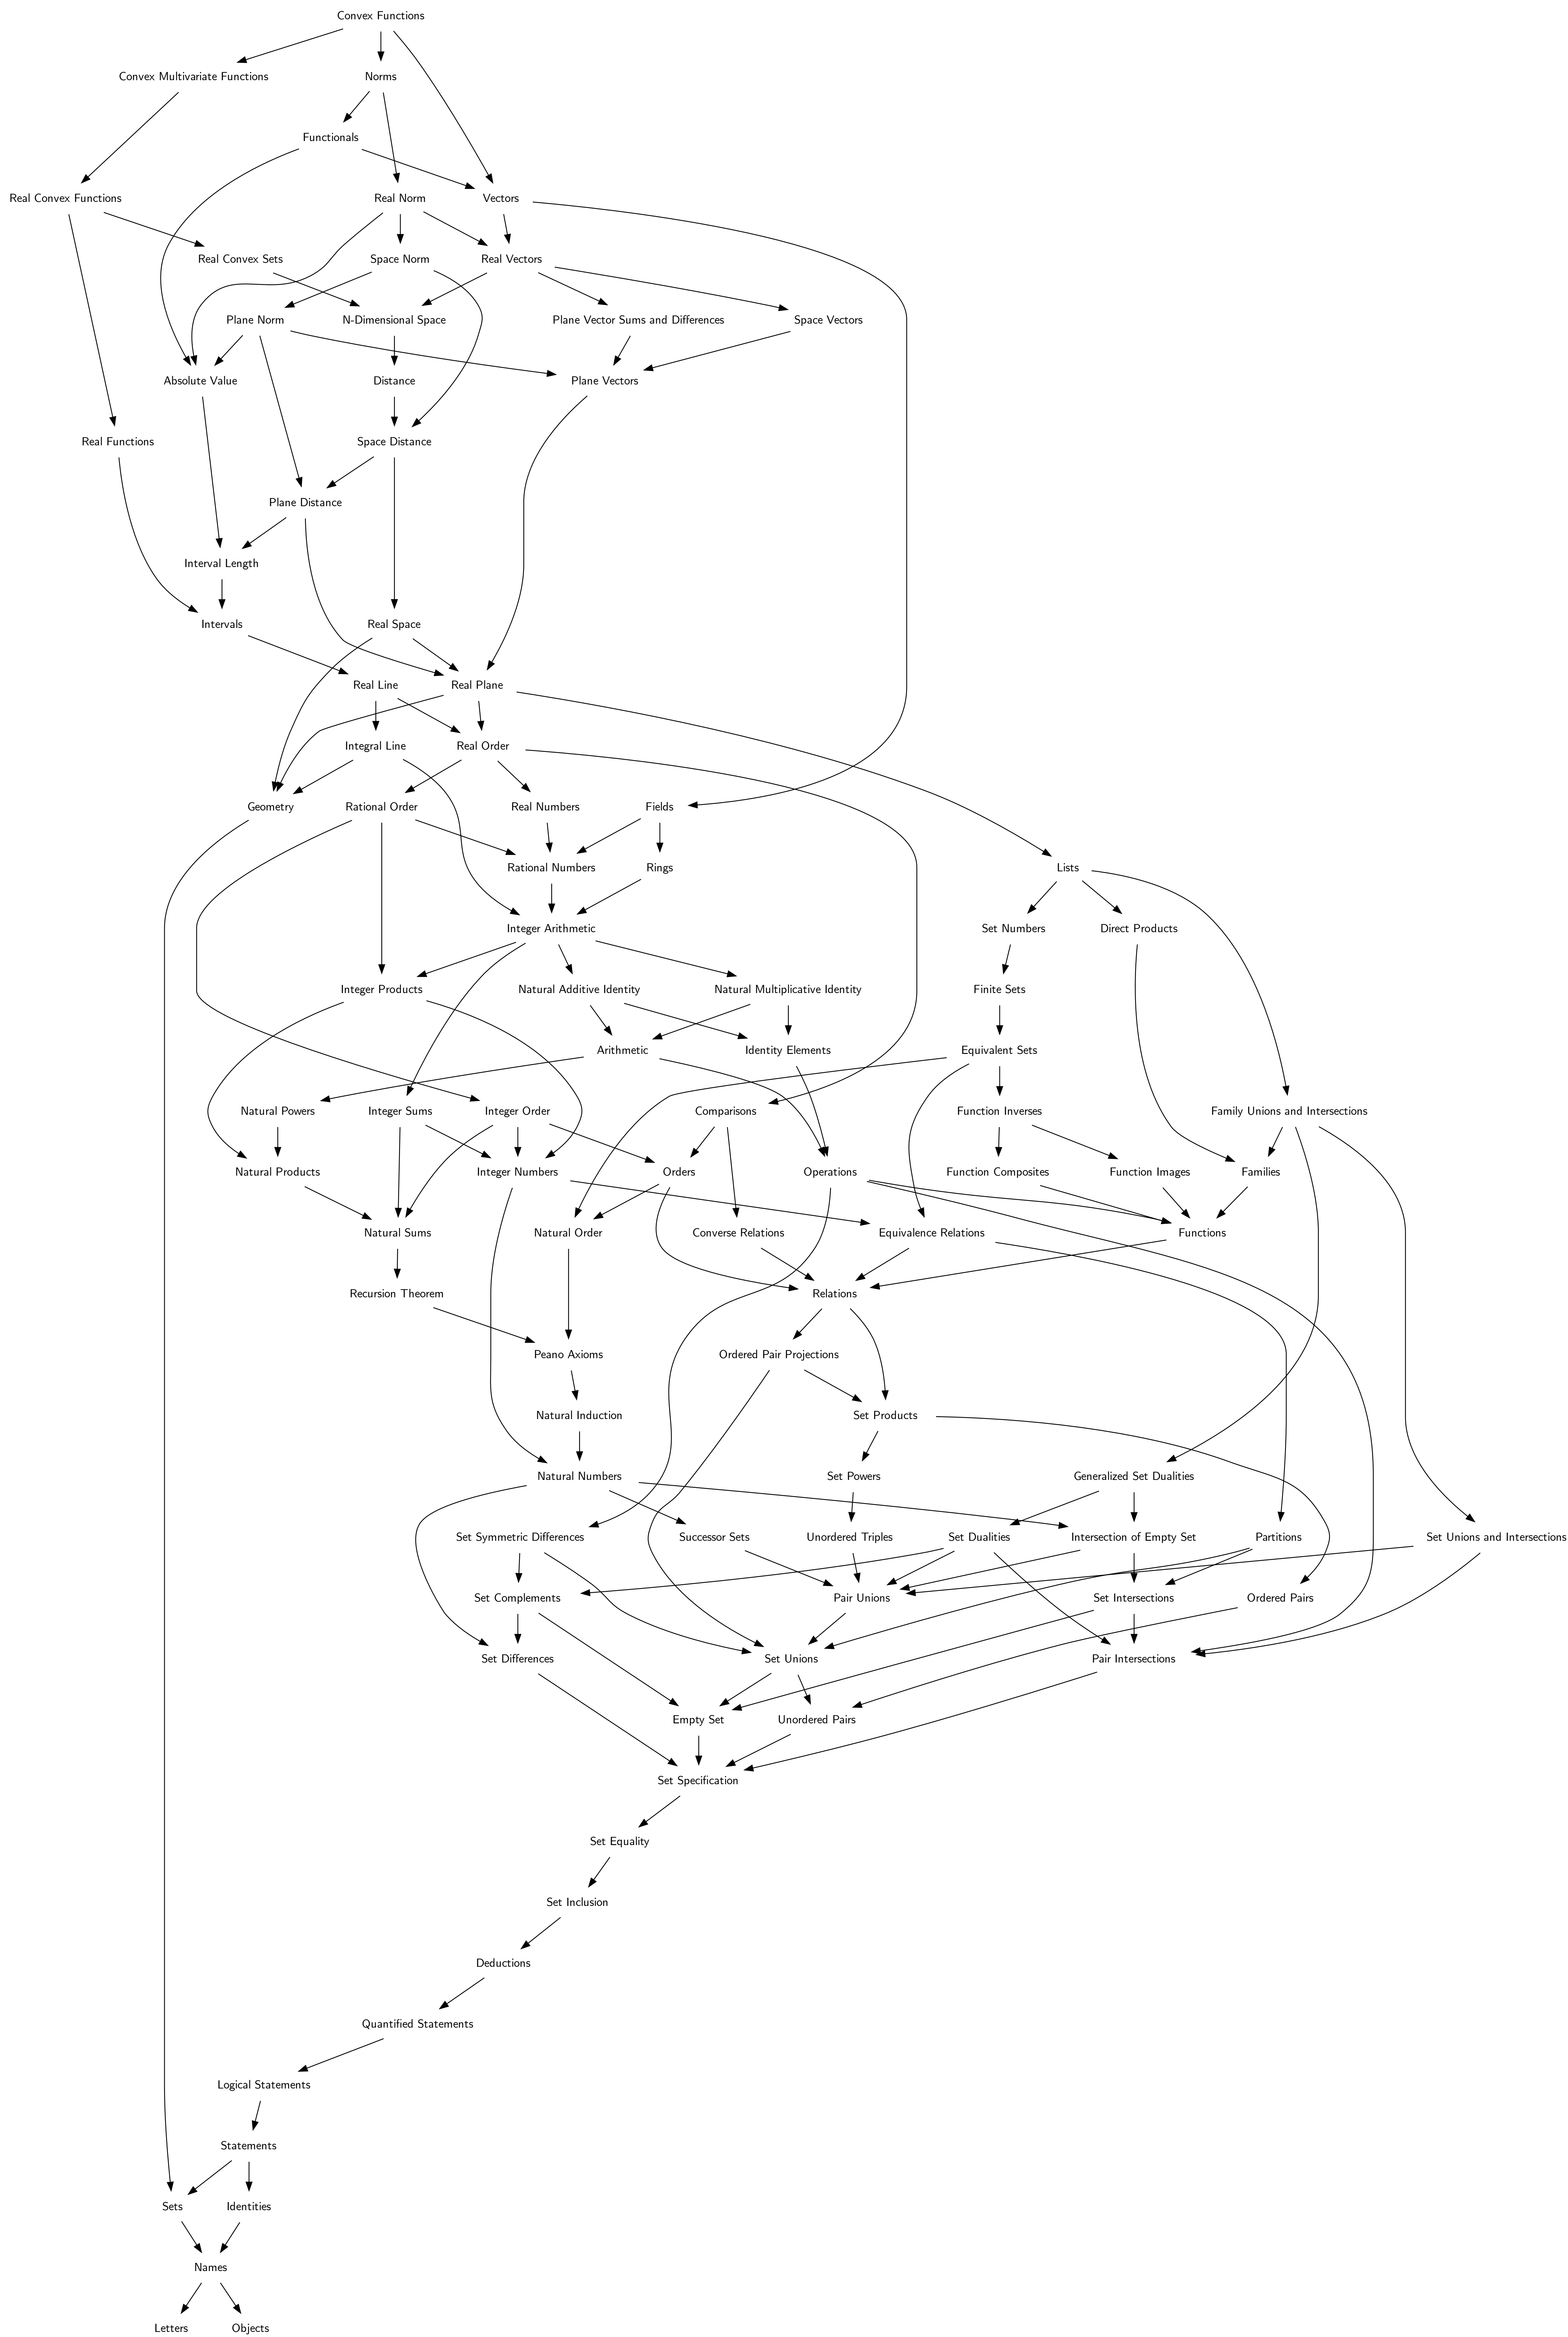 Convex Functions
Convex Multivariate Functions
Norms
Functionals
Real Convex Functions
Real Norm
Vectors
Real Convex Sets
Space Norm
Real Vectors
Plane Norm
N-Dimensional Space
Plane Vector Sums and Differences
Space Vectors
Absolute Value
Distance
Plane Vectors
Real Functions
Space Distance
Plane Distance
Interval Length
Intervals
Real Space
Real Line
Real Plane
Integral Line
Real Order
Geometry
Rational Order
Real Numbers
Fields
Rational Numbers
Rings
Lists
Integer Arithmetic
Set Numbers
Direct Products
Integer Products
Natural Additive Identity
Natural Multiplicative Identity
Finite Sets
Arithmetic
Identity Elements
Equivalent Sets
Natural Powers
Integer Sums
Integer Order
Comparisons
Function Inverses
Family Unions and Intersections
Natural Products
Integer Numbers
Orders
Operations
Function Composites
Function Images
Families
Natural Sums
Natural Order
Converse Relations
Equivalence Relations
Functions
Recursion Theorem
Relations
Peano Axioms
Ordered Pair Projections
Natural Induction
Set Products
Natural Numbers
Set Powers
Generalized Set Dualities
Set Symmetric Differences
Successor Sets
Unordered Triples
Set Dualities
Intersection of Empty Set
Partitions
Set Unions and Intersections
Set Complements
Pair Unions
Set Intersections
Ordered Pairs
Set Differences
Set Unions
Pair Intersections
Empty Set
Unordered Pairs
Set Specification
Set Equality
Set Inclusion
Deductions
Quantified Statements
Logical Statements
Statements
Sets
Identities
Names
Letters
Objects